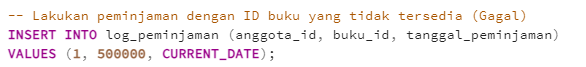 -- Lakukan peminjaman dengan ID buku yang tidak tersedia (Gagal)
INSERT INTO log_peminjaman (anggota_id, buku_id, tanggal_peminjaman)
VALUES (1, 500000, CURRENT_DATE);